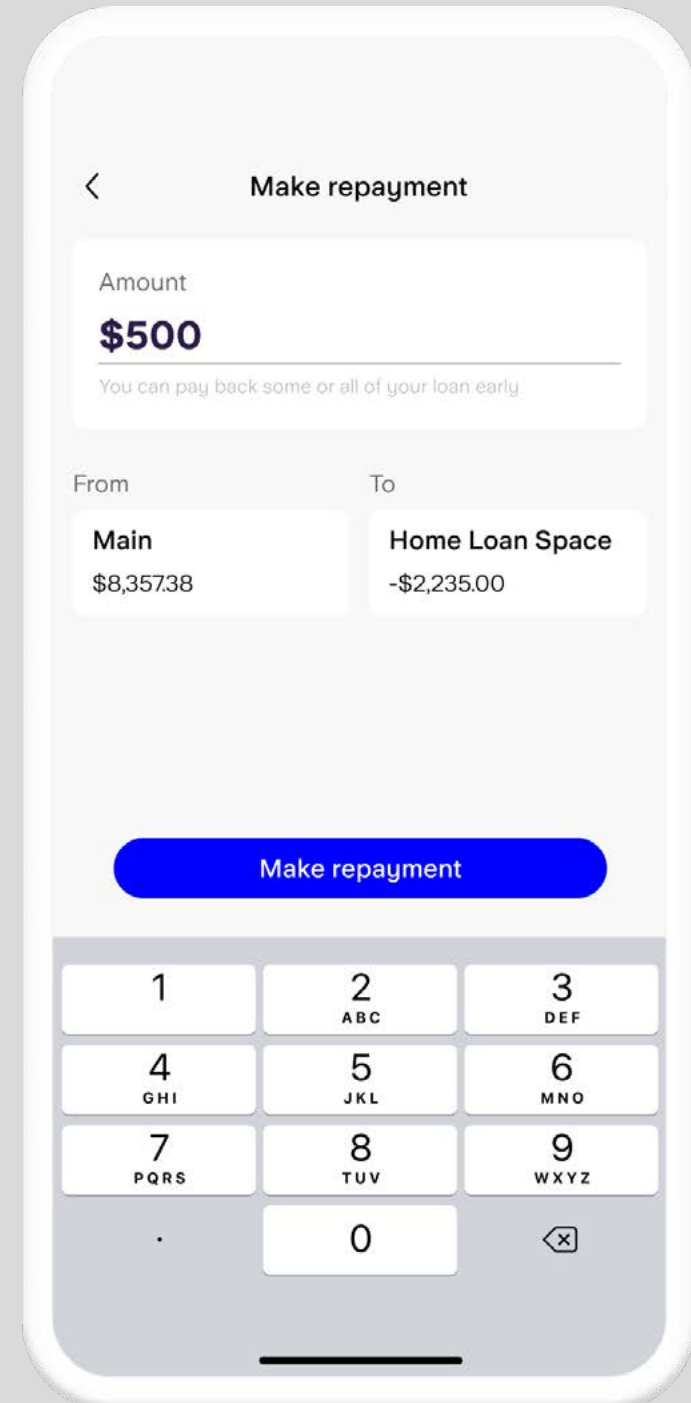 Make repayment
Amount
$500
You can pay back some or all of your loan early
From
To
Main
$8,357.38
Home Loan Space
-$2,235.00
Make repayment
1
2
ABC
3
DEF
4
GHI
5
JKL
6
MNO
7
PQRS
8
TUV
9
WXYZ
.
0